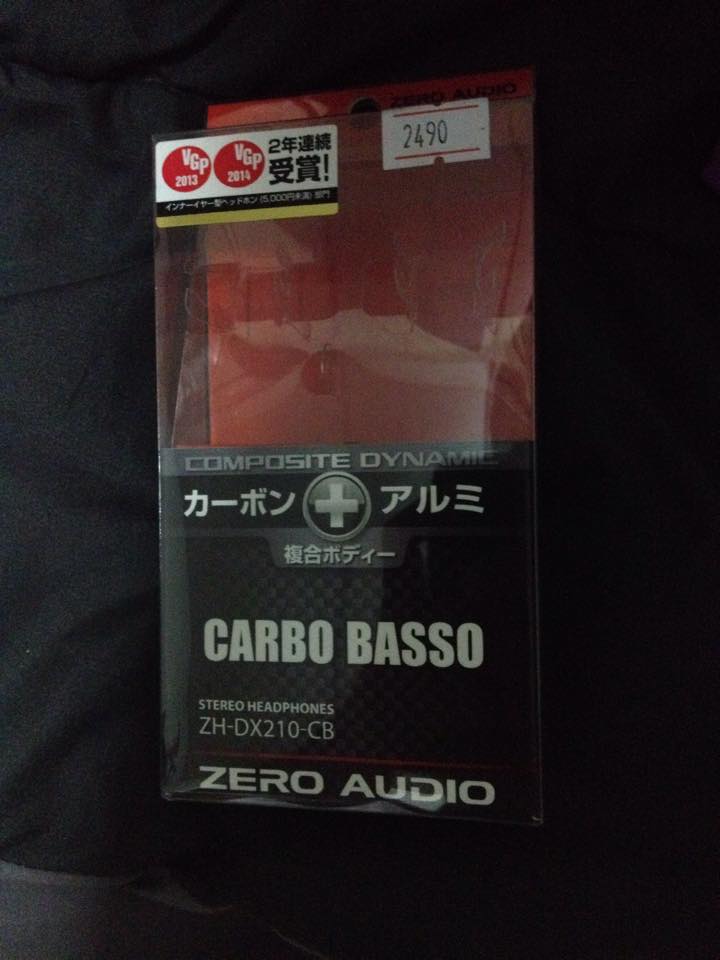 ZERO AUDIO
2490
VGP 2013
VGP 2014
2年連続
受賞!
インナーイヤー型ヘッドホン (5,000円未満) 部門
COMPOSITE DYNAMIC
カーボン + アルミ
複合ボディー
CARBO BASSO
STEREO HEADPHONES
ZH-DX210-CB
ZERO AUDIO